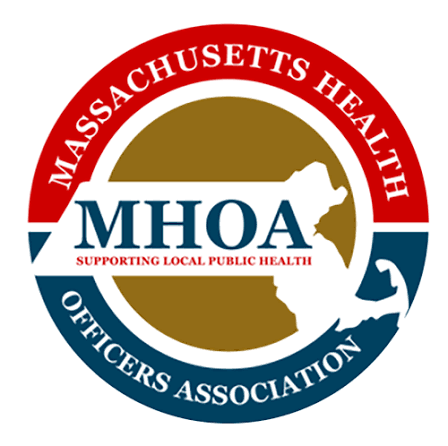 MASSACHUSETTS HEALTH
MHOA
SUPPORTING LOCAL PUBLIC HEALTH
OFFICERS ASSOCIATION